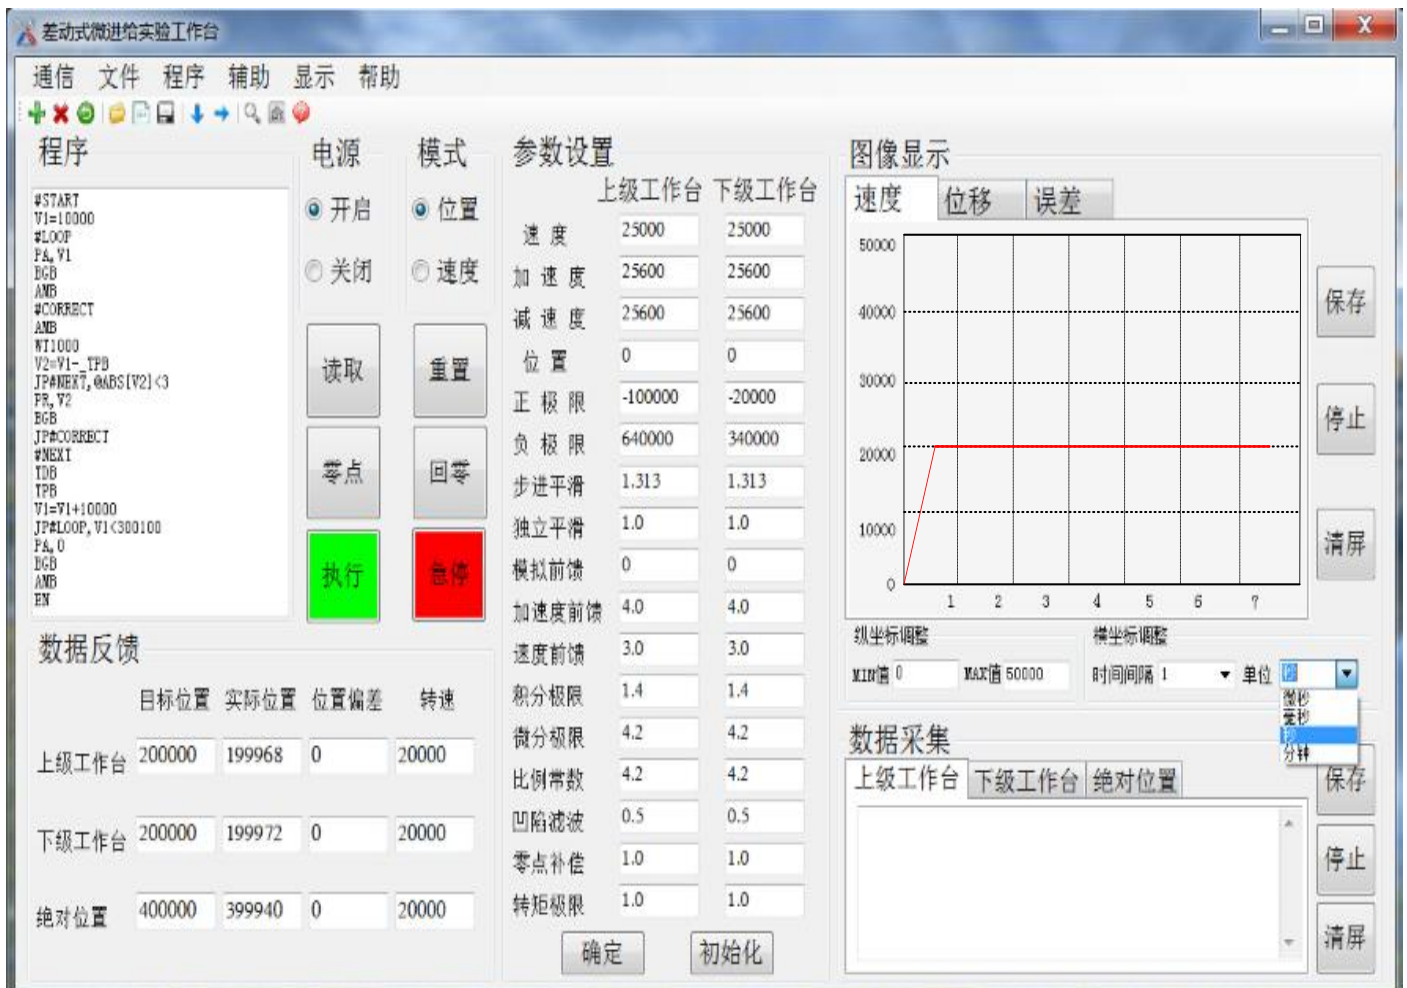 差动式微进给实验工作台
通信 文件 程序 辅助 显示 帮助
程序
#START
V1=10000
#LOOP
PA,V1
BGB
AMB
#CORRECT
AMB
WT1000
V2=V1-_TPB
JP#NEXT,@ABS[V2]<3
PR,V2
BGB
JP#CORRECT
#NEXT
TDB
TPB
V1=V1+10000
JP#LOOP,V1<300100
PA,0
BGB
AMB
EN
电源
开启
关闭
模式
位置
速度
读取 重置
零点 回零
执行 急停
数据反馈
目标位置 实际位置 位置偏差 转速
上级工作台 200000 199968 0 20000
下级工作台 200000 199972 0 20000
绝对位置 400000 399940 0 20000
参数设置
上级工作台 下级工作台
速度 25000 25000
加速度 25600 25600
减速度 25600 25600
位置 0 0
正极限 -100000 -20000
负极限 640000 340000
步进平滑 1.313 1.313
独立平滑 1.0 1.0
模拟前馈 0 0
加速度前馈 4.0 4.0
速度前馈 3.0 3.0
积分极限 1.4 1.4
微分极限 4.2 4.2
比例常数 4.2 4.2
凹陷滤波 0.5 0.5
零点补偿 1.0 1.0
转矩极限 1.0 1.0
确定 初始化
图像显示
速度 位移 误差
50000
40000
30000
20000
10000
0
1 2 3 4 5 6 7
保存
停止
清屏
纵坐标调整
MIN值 0 MAX值 50000
横坐标调整
时间间隔 1 单位 秒
微秒
毫秒
秒
分钟
数据采集
上级工作台 下级工作台 绝对位置
保存
停止
清屏